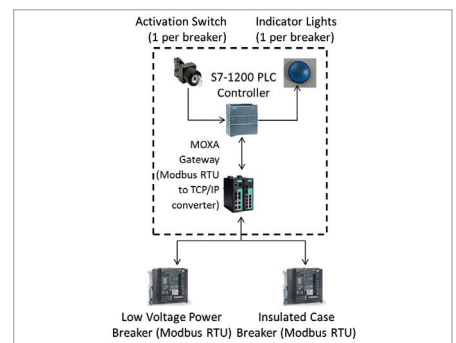 Activation Switch
(1 per breaker)
Indicator Lights
(1 per breaker)
S7-1200 PLC
Controller
MOXA
Gateway
(Modbus RTU
to TCP/IP
converter)
Low Voltage Power
Breaker (Modbus RTU)
Insulated Case
Breaker (Modbus RTU)